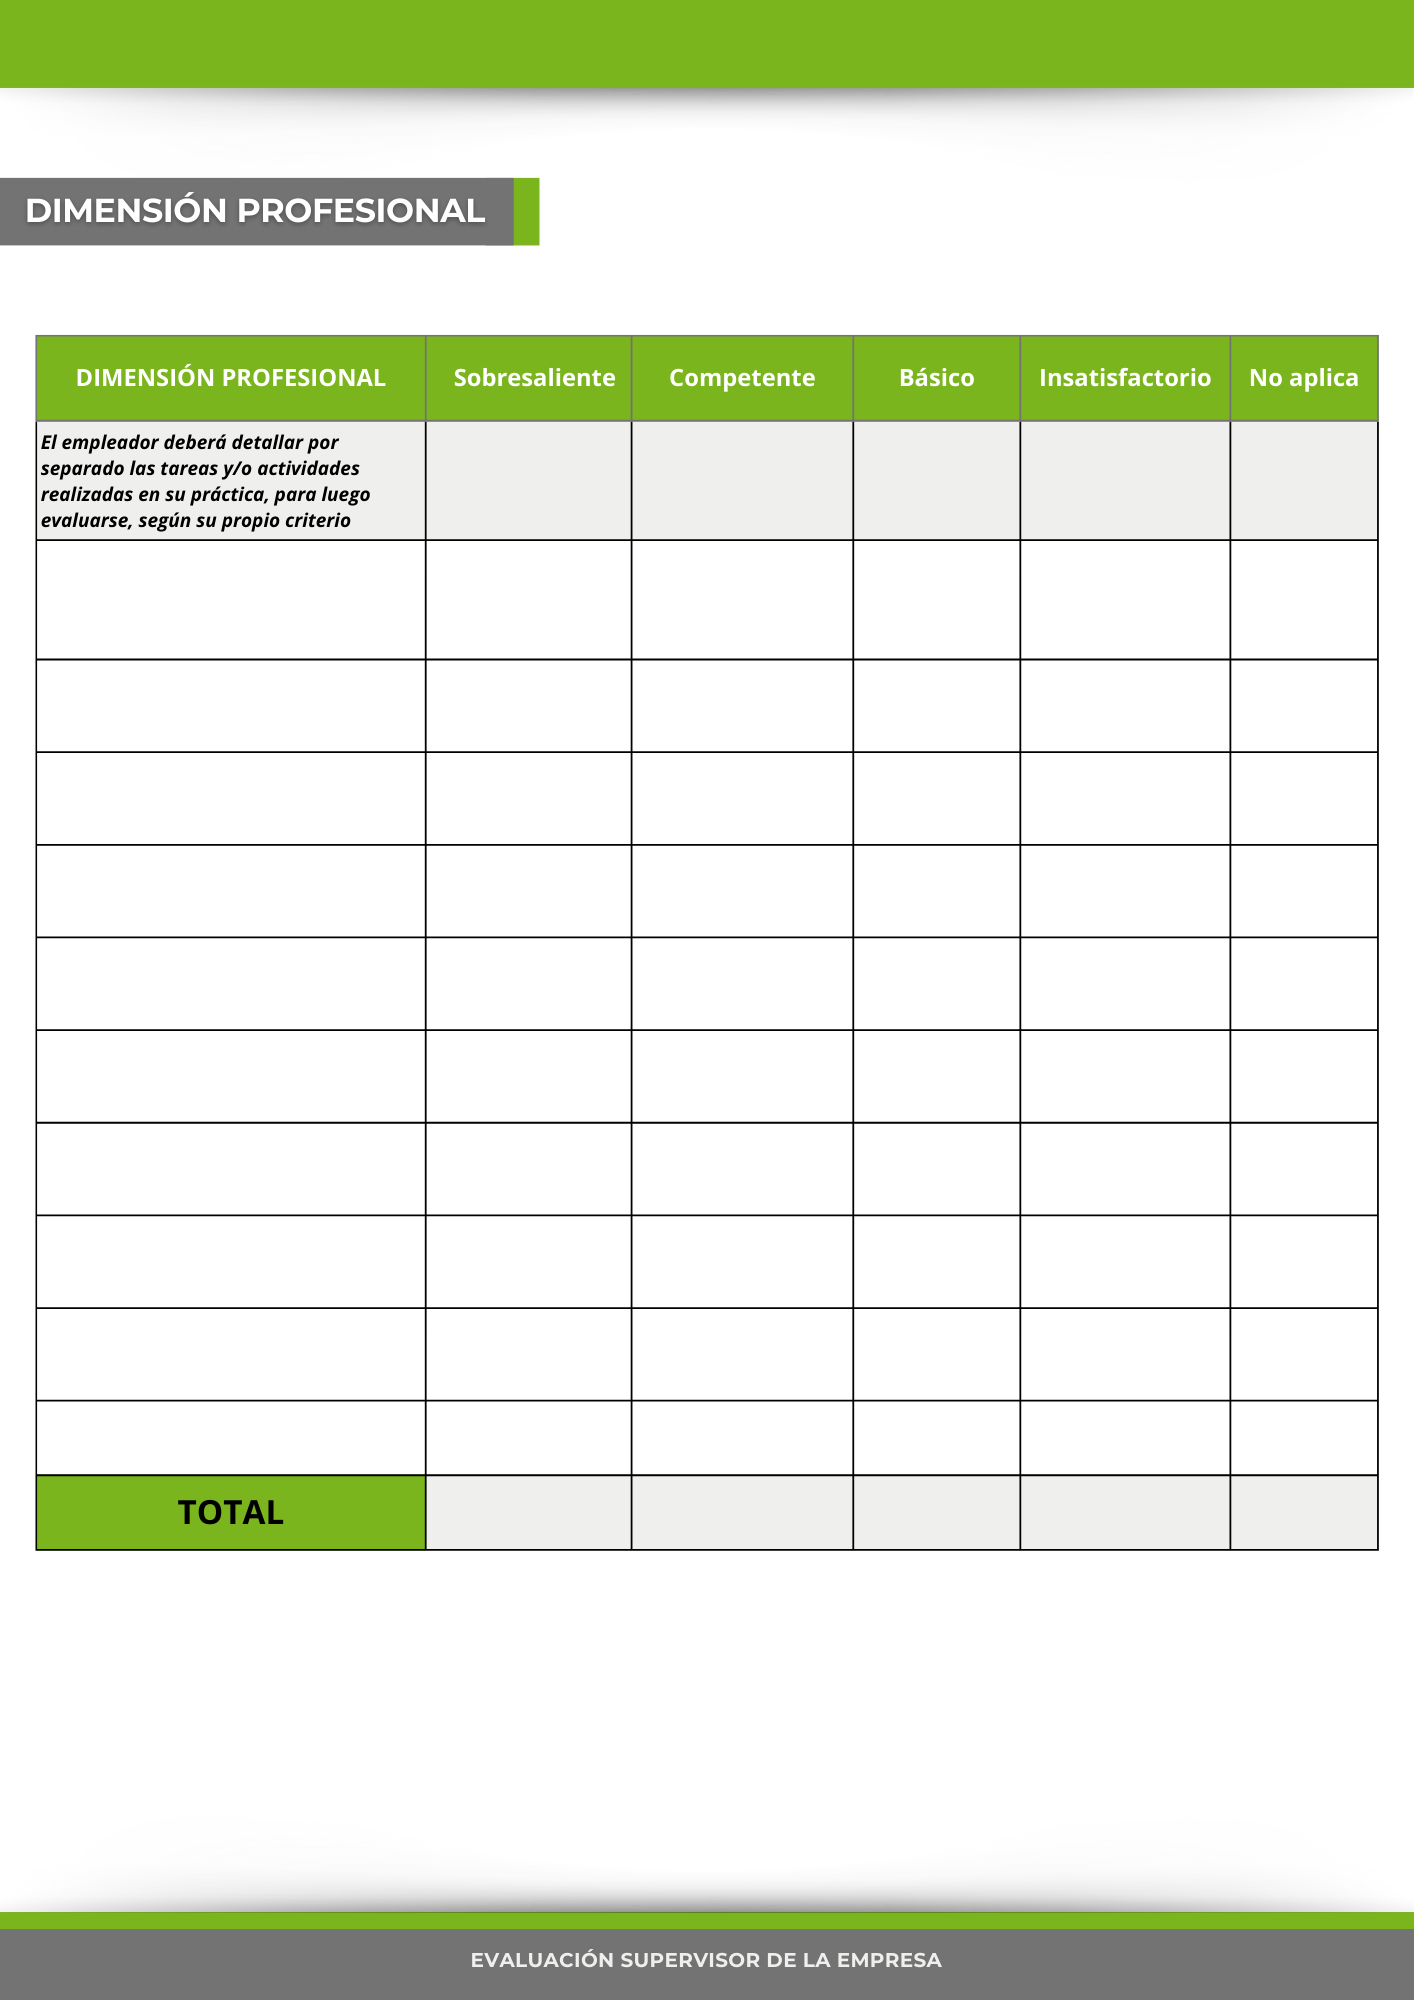 DIMENSIÓN PROFESIONAL
DIMENSIÓN PROFESIONAL Sobresaliente Competente Básico Insatisfactorio No aplica
El empleador deberá detallar por
separado las tareas y/o actividades
realizadas en su práctica, para luego
evaluarse, según su propio criterio
TOTAL
EVALUACIÓN SUPERVISOR DE LA EMPRESA